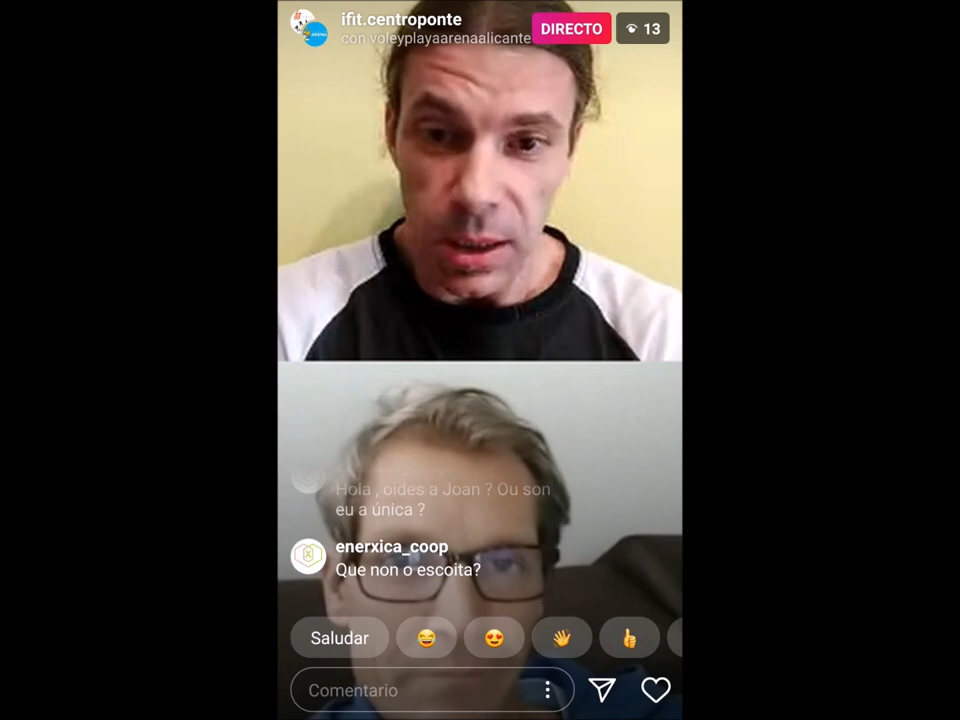 ifit.centroponte
con voleyplayaarenaalicante
DIRECTO
13
ARENA
Hola , oides a Joan ? Ou son
eu a única ?
enerxica_coop
Que non o escoita?
Saludar
Comentario